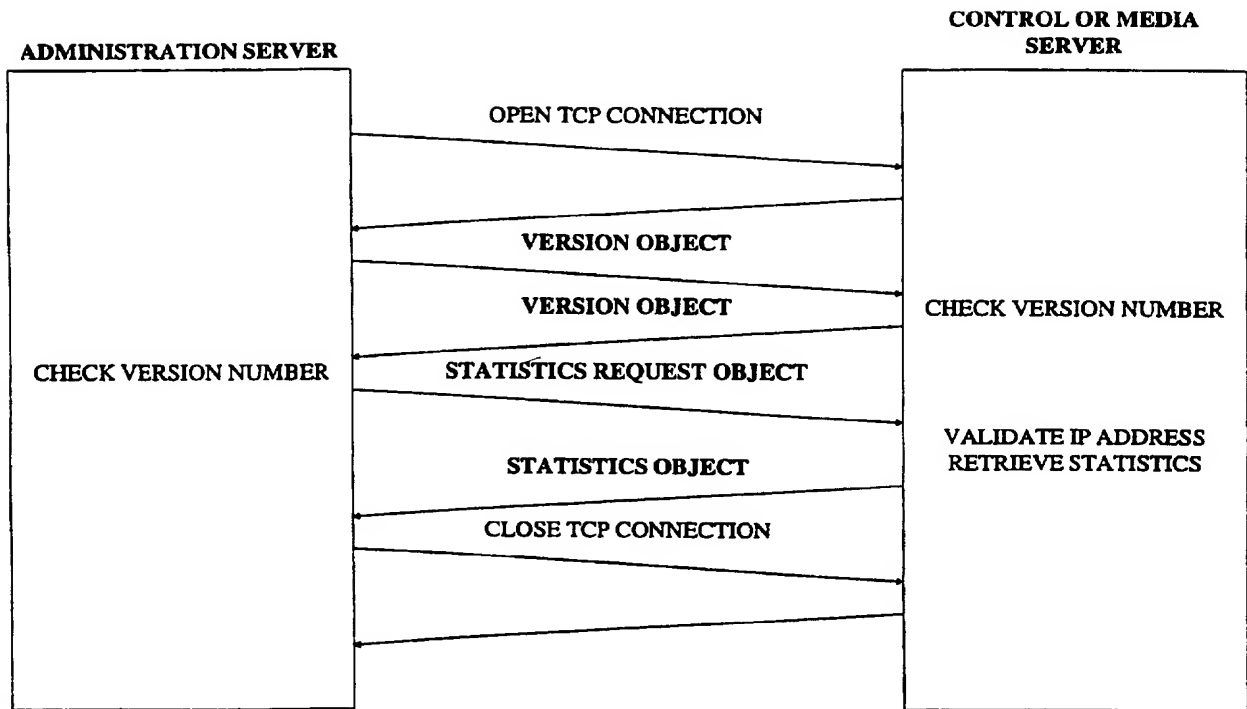 ADMINISTRATION SERVER
CONTROL OR MEDIA
SERVER
OPEN TCP CONNECTION
VERSION OBJECT
VERSION OBJECT
CHECK VERSION NUMBER
CHECK VERSION NUMBER
STATISTICS REQUEST OBJECT
VALIDATE IP ADDRESS
RETRIEVE STATISTICS
STATISTICS OBJECT
CLOSE TCP CONNECTION